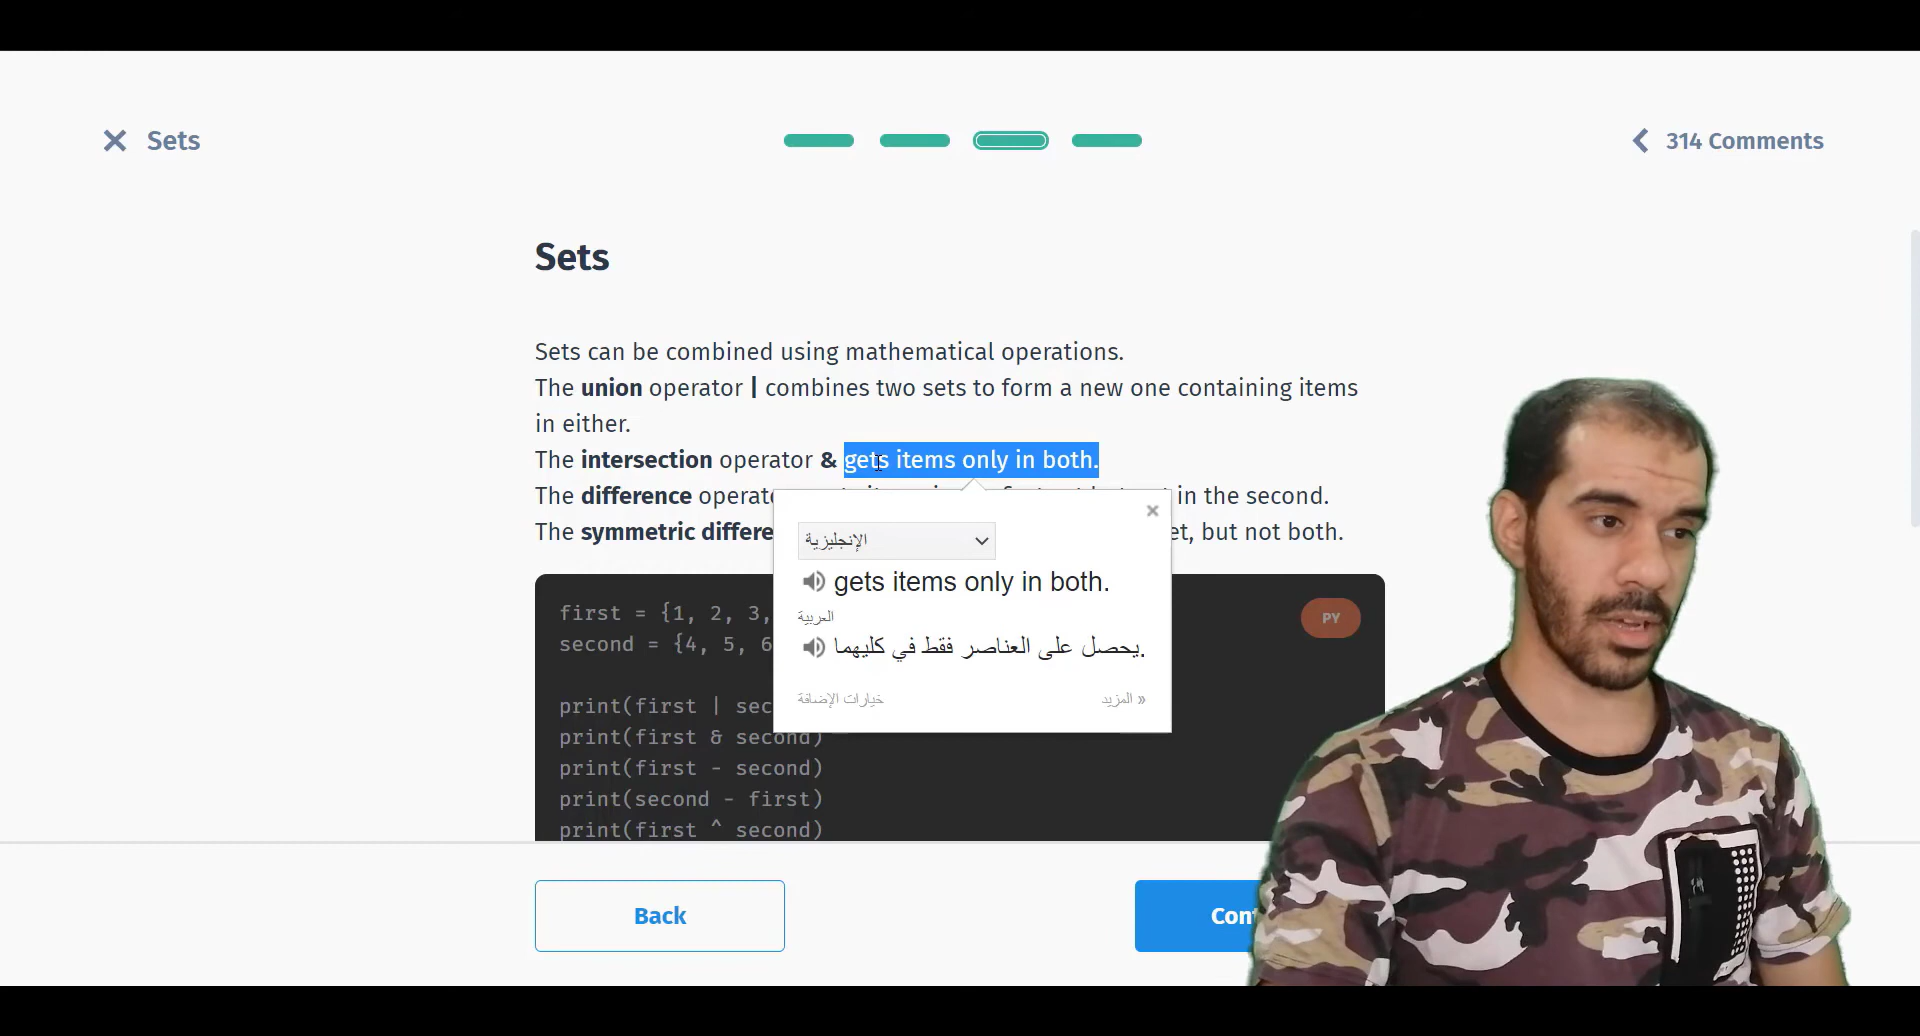 Sets
314 Comments
Sets
Sets can be combined using mathematical operations.
The union operator | combines two sets to form a new one containing items
in either.
The intersection operator & gets items only in both.
The difference operato in the second.
The symmetric differe et, but not both.
الإنجليزية
gets items only in both.
العربية
يحصل على العناصر فقط في كليهما.
خيارات الإضافة
المزيد »
first = {1, 2, 3,
second = {4, 5, 6
PY
print(first | sec
print(first & second)
print(first - second)
print(second - first)
print(first ^ second)
Back
Cont